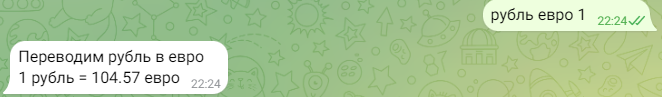 рубль евро 1
22:24
Переводим рубль в евро
1 рубль = 104.57 евро 22:24